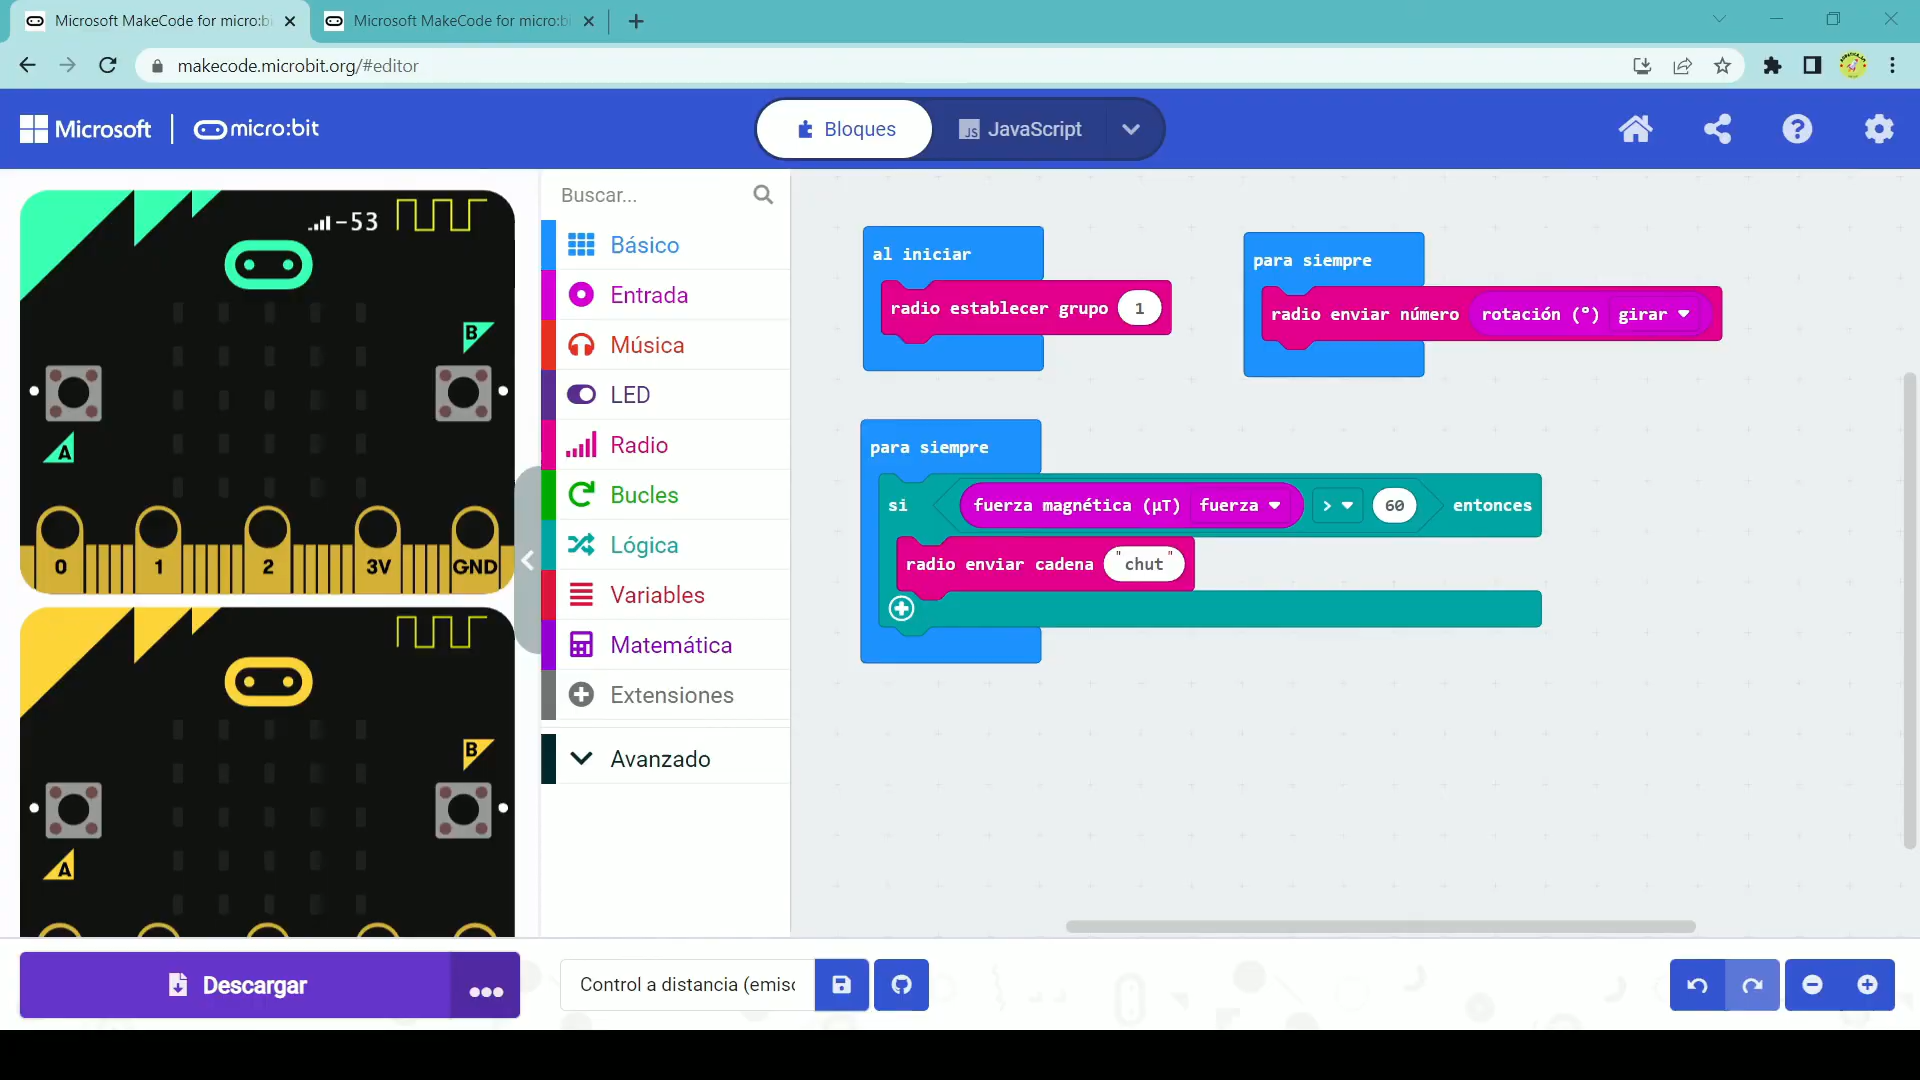 Microsoft MakeCode for micro:bi
Microsoft MakeCode for micro:bi
makecode.microbit.org/#editor
Microsoft
micro:bit
Bloques
JS
JavaScript
-53
B
A
0
1
2
3V
GND
B
A
Buscar...
Básico
Entrada
Música
LED
Radio
Bucles
Lógica
Variables
Matemática
Extensiones
Avanzado
al iniciar
radio establecer grupo 1
para siempre
radio enviar número rotación (°) girar
para siempre
si fuerza magnética (µT) fuerza > 60 entonces
radio enviar cadena "chut"
Descargar
Control a distancia (emiso